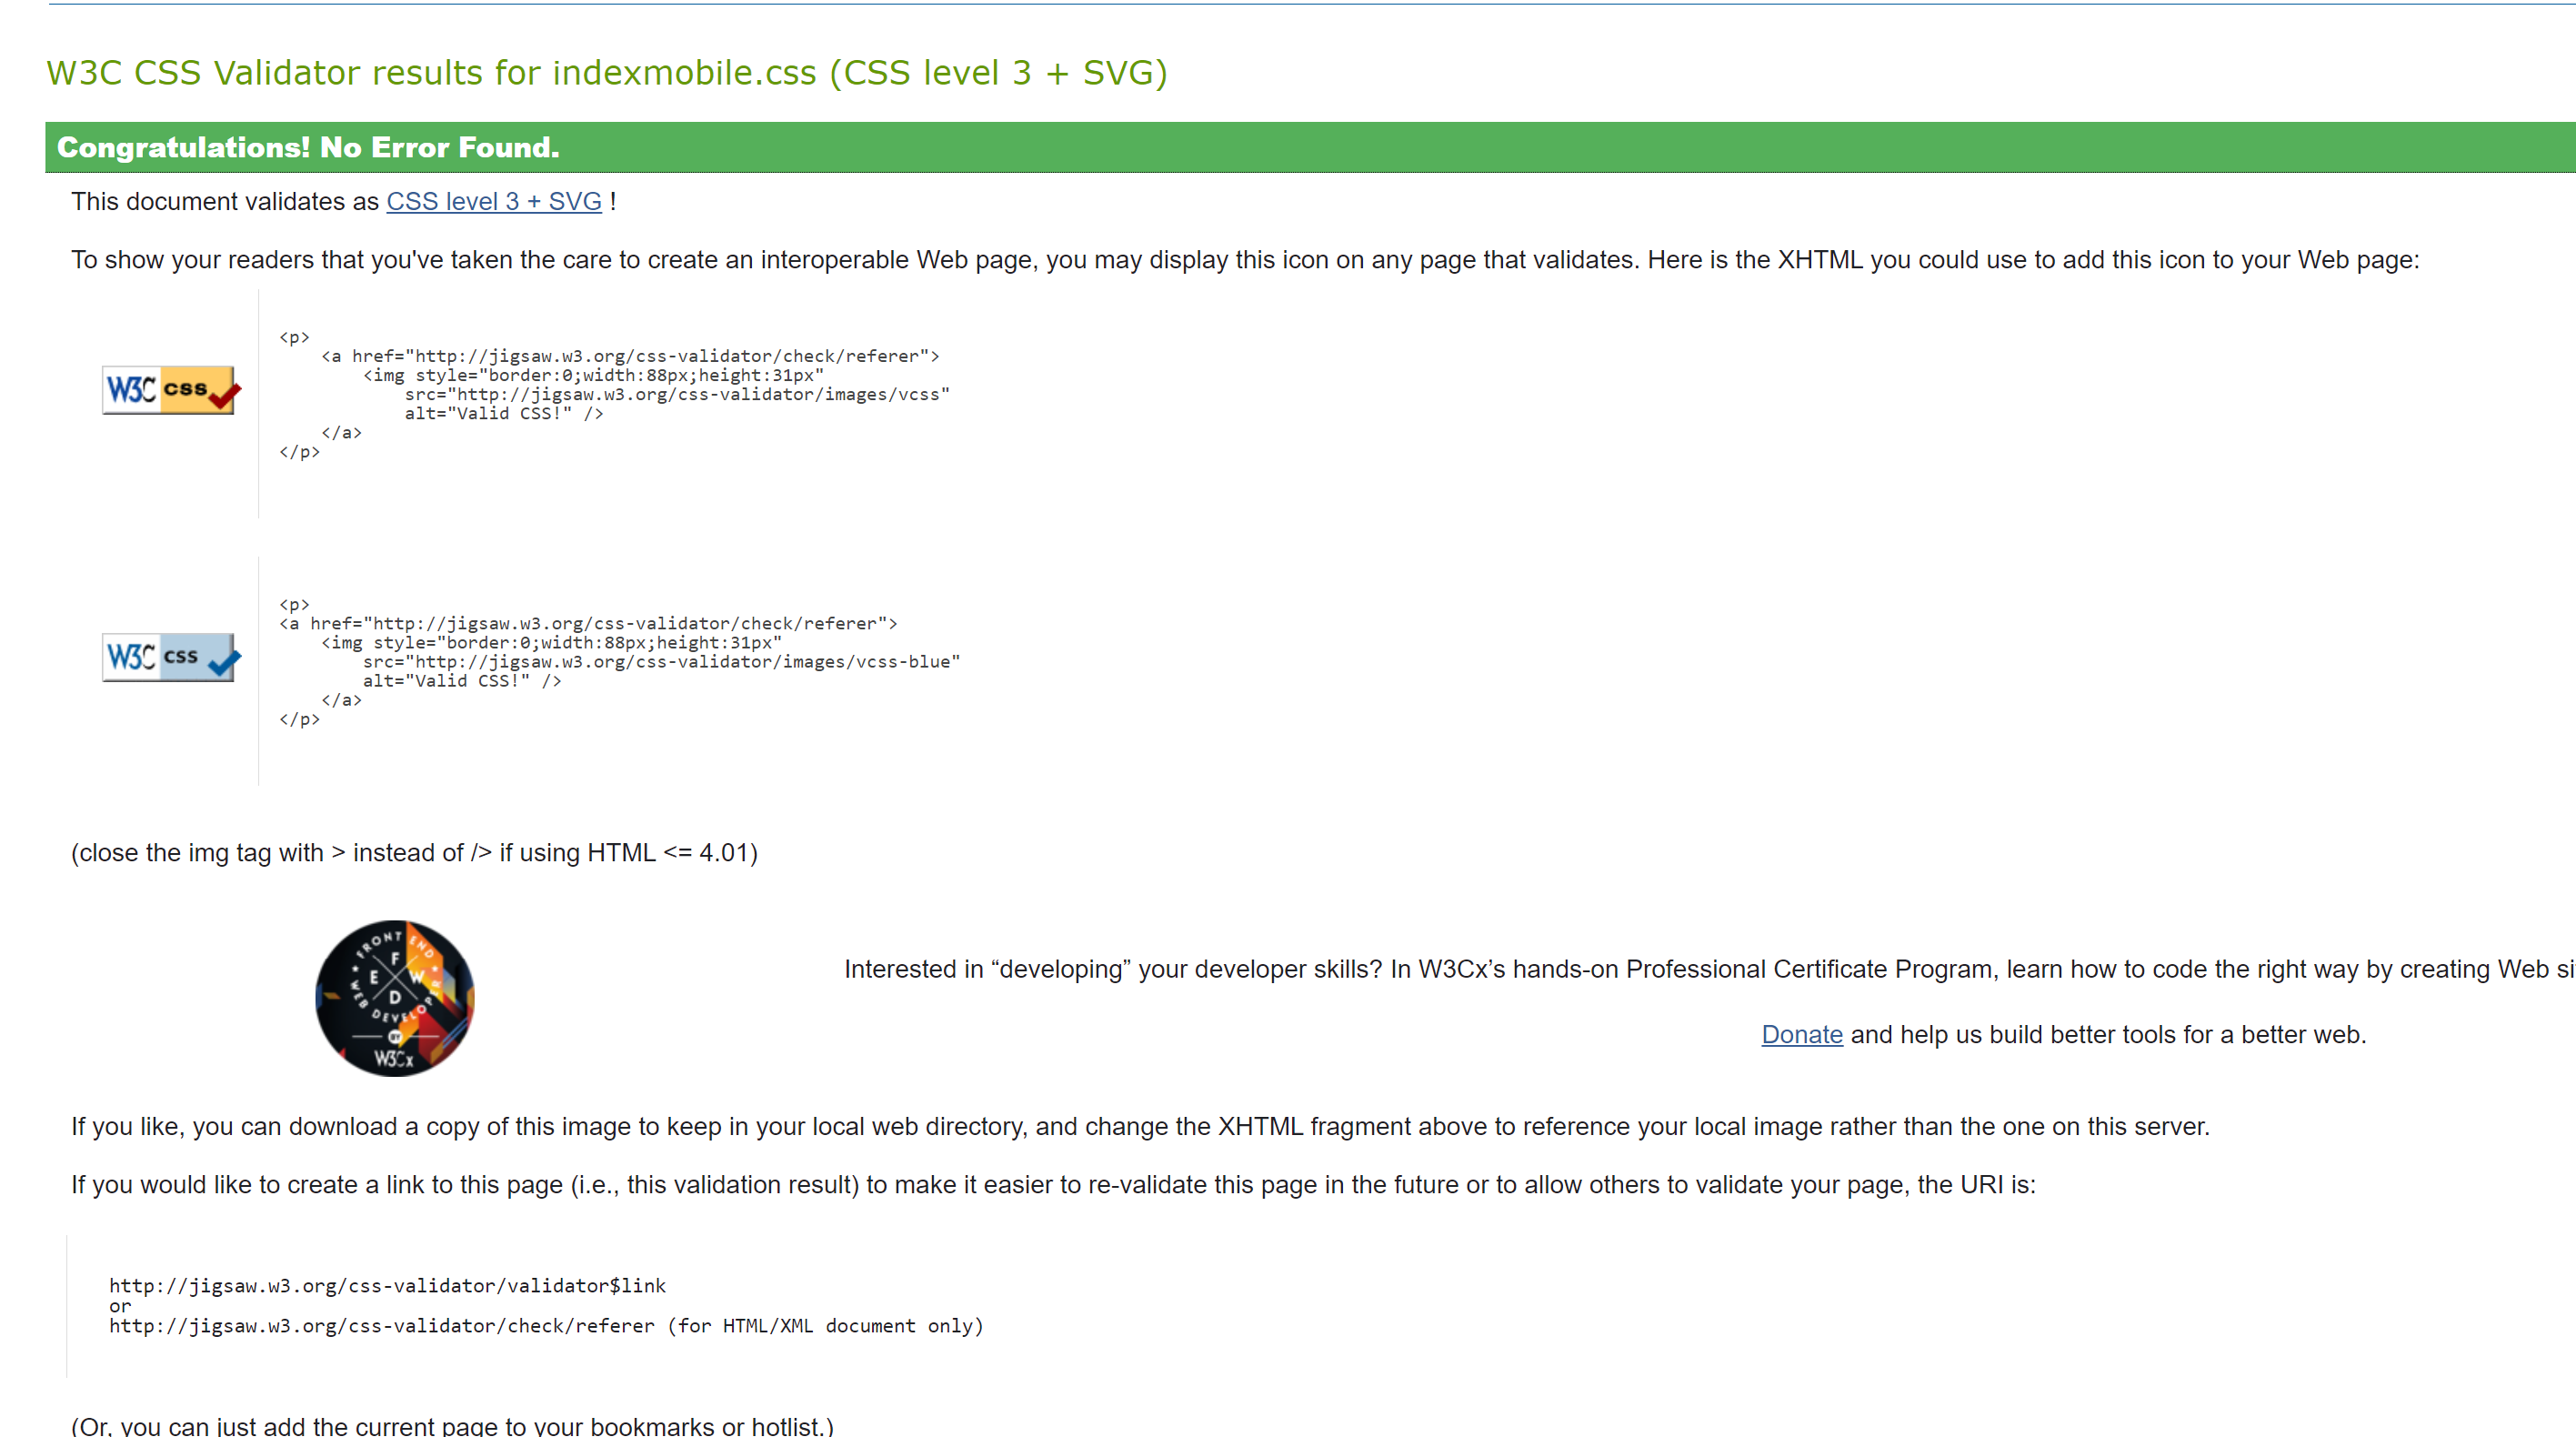 W3C CSS Validator results for indexmobile.css (CSS level 3 + SVG)
Congratulations! No Error Found.
This document validates as CSS level 3 + SVG !
To show your readers that you've taken the care to create an interoperable Web page, you may display this icon on any page that validates. Here is the XHTML you could use to add this icon to your Web page:
W3C css
<p>
    <a href="http://jigsaw.w3.org/css-validator/check/referer">
        <img style="border:0;width:88px;height:31px"
            src="http://jigsaw.w3.org/css-validator/images/vcss"
            alt="Valid CSS!" />
    </a>
</p>
W3C css
<p>
<a href="http://jigsaw.w3.org/css-validator/check/referer">
    <img style="border:0;width:88px;height:31px"
        src="http://jigsaw.w3.org/css-validator/images/vcss-blue"
        alt="Valid CSS!" />
    </a>
</p>
(close the img tag with > instead of /> if using HTML <= 4.01)
FRONT END
F
E W
D
WEB DEVELOPER
BY
W3Cx
Interested in “developing” your developer skills? In W3Cx’s hands-on Professional Certificate Program, learn how to code the right way by creating Web si
Donate and help us build better tools for a better web.
If you like, you can download a copy of this image to keep in your local web directory, and change the XHTML fragment above to reference your local image rather than the one on this server.
If you would like to create a link to this page (i.e., this validation result) to make it easier to re-validate this page in the future or to allow others to validate your page, the URI is:
http://jigsaw.w3.org/css-validator/validator$link
or
http://jigsaw.w3.org/css-validator/check/referer (for HTML/XML document only)
(Or, you can just add the current page to your bookmarks or hotlist.)